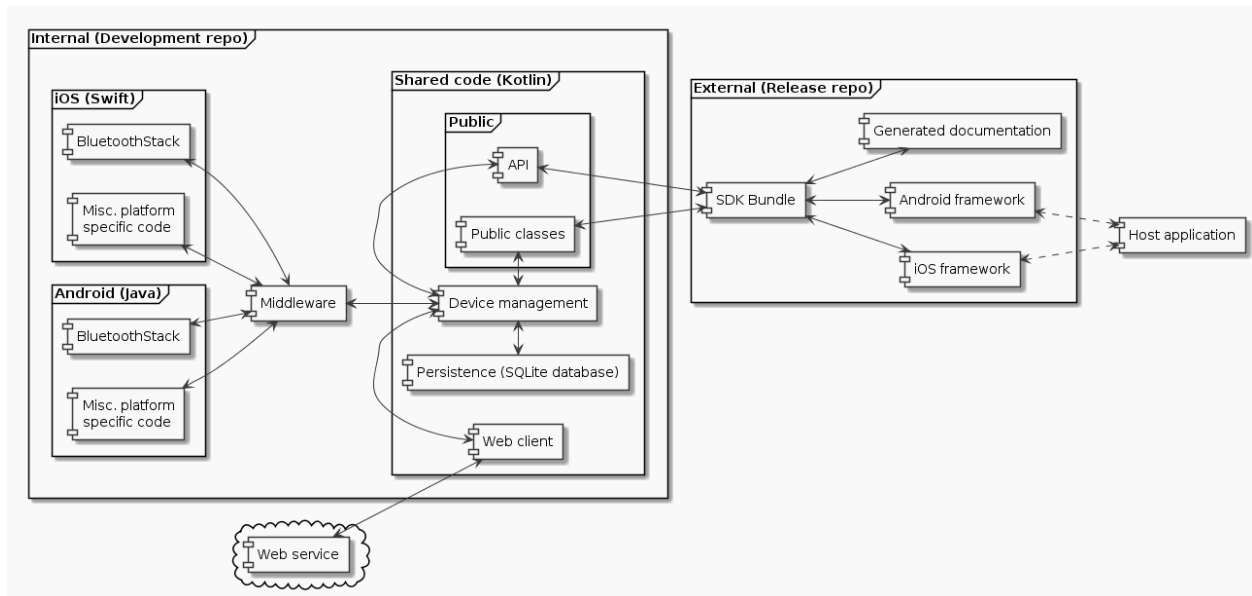 Internal (Development repo)
iOS (Swift)
BluetoothStack
Misc. platform
specific code
Android (Java)
BluetoothStack
Misc. platform
specific code
Middleware
Shared code (Kotlin)
Public
API
Public classes
Device management
Persistence (SQLite database)
Web client
Web service
External (Release repo)
Generated documentation
SDK Bundle
Android framework
iOS framework
Host application